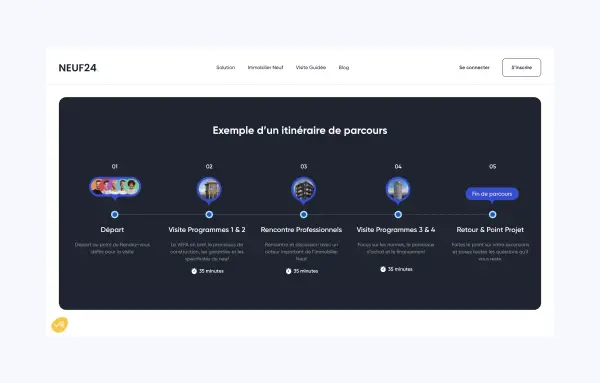 NEUF24
Solution Immobilier Neuf Visite Guidée Blog
Se connecter S'inscrire
Exemple d'un itinéraire de parcours
01 02 03 04 05
Fin de parcours
Départ
Départ au point de Rendez-vous
défini pour la visite
Visite Programmes 1 & 2
La VEFA en bref, le processus de
construction, les garanties et les
spécificités du neuf
35 minutes
Rencontre Professionnels
Rencontre et discussion avec un
acteur important de l'immobilier
Neuf
35 minutes
Visite Programmes 3 & 4
Focus sur les normes, le processus
d'achat et le financement
35 minutes
Retour & Point Projet
Faites le point sur votre excursion
et posez toutes les questions qu'il
vous reste